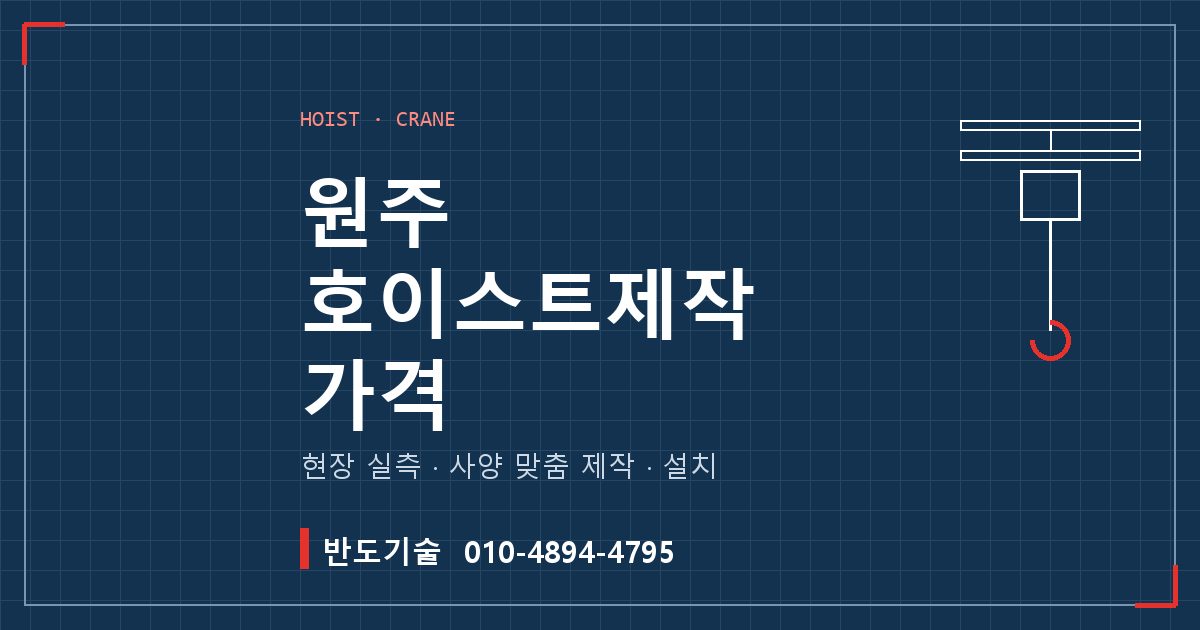 HOIST · CRANE
원주
호이스트제작
가격
현장 실측 · 사양 맞춤 제작 · 설치
반도기술 010-4894-4795